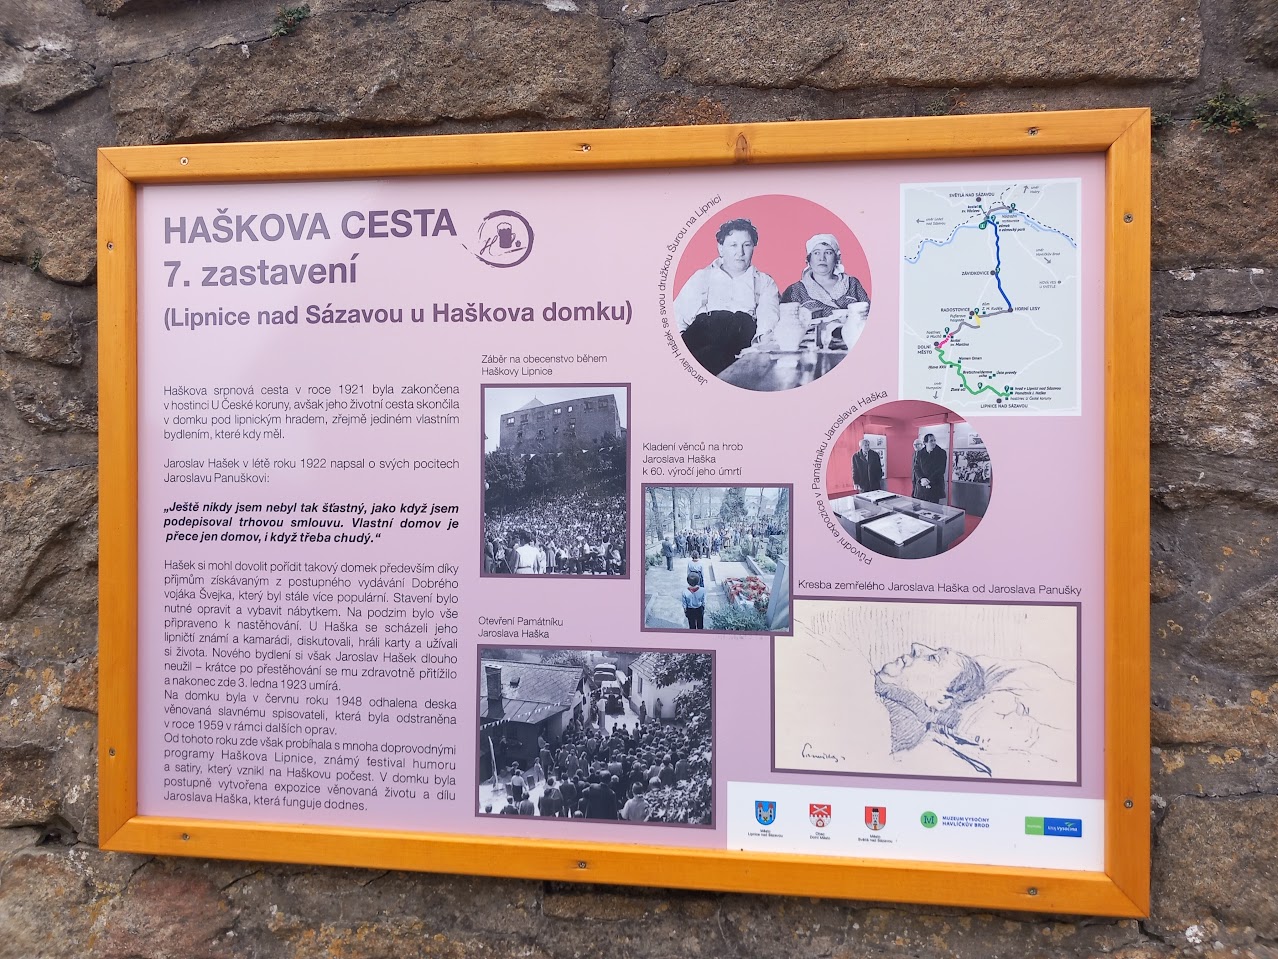 HAŠKOVA CESTA
7. zastavení
(Lipnice nad Sázavou u Haškova domku)
Haškova srpnová cesta v roce 1921 byla zakončena
v hostinci U České koruny, avšak jeho životní cesta skončila
v domku pod lipnickým hradem, zřejmě jediném vlastním
bydlením, které kdy měl.
Jaroslav Hašek v létě roku 1922 napsal o svých pocitech
Jaroslavu Panuškovi:
„Ještě nikdy jsem nebyl tak šťastný, jako když jsem
podepisoval trhovou smlouvu. Vlastní domov je
přece jen domov, i když třeba chudý.“
Hašek si mohl dovolit pořídit takový domek především díky
příjmům získávaným z postupného vydávání Dobrého
vojáka Švejka, který byl stále více populární. Stavení bylo
nutné opravit a vybavit nábytkem. Na podzim bylo vše
připraveno k nastěhování. U Haška se scházeli jeho
lipničtí známí a kamarádi, diskutovali, hráli karty a užívali
si života. Nového bydlení si však Jaroslav Hašek dlouho
neužil – krátce po přestěhování se mu zdravotně přitížilo
a nakonec zde 3. ledna 1923 umírá.
Na domku byla v červnu roku 1948 odhalena deska
věnovaná slavnému spisovateli, která byla odstraněna
v roce 1959 v rámci dalších oprav.
Od tohoto roku zde však probíhala s mnoha doprovodnými
programy Haškova Lipnice, známý festival humoru
a satiry, který vznikl na Haškovu počest. V domku byla
postupně vytvořena expozice věnovaná životu a dílu
Jaroslava Haška, která funguje dodnes.
Záběr na obecenstvo během
Haškovy Lipnice
Kladení věnců na hrob
Jaroslava Haška
k 60. výročí jeho úmrtí
Otevření Památníku
Jaroslava Haška
Jaroslav Hašek se svou družkou Šurou na Lipnici
Původní expozice v Památníku Jaroslava Haška
Kresba zemřelého Jaroslava Haška od Jaroslava Panušky
SVĚTLÁ NAD SÁZAVOU
ZÁVIDKOVICE
RADOSTOVICE
HORNÍ LESY
DOLNÍ
MĚSTO
LIPNICE NAD SÁZAVOU
Město
Lipnice nad Sázavou
Obec
Dolní Město
Město
Světlá nad Sázavou
MUZEUM VYSOČINY
HAVLÍČKŮV BROD